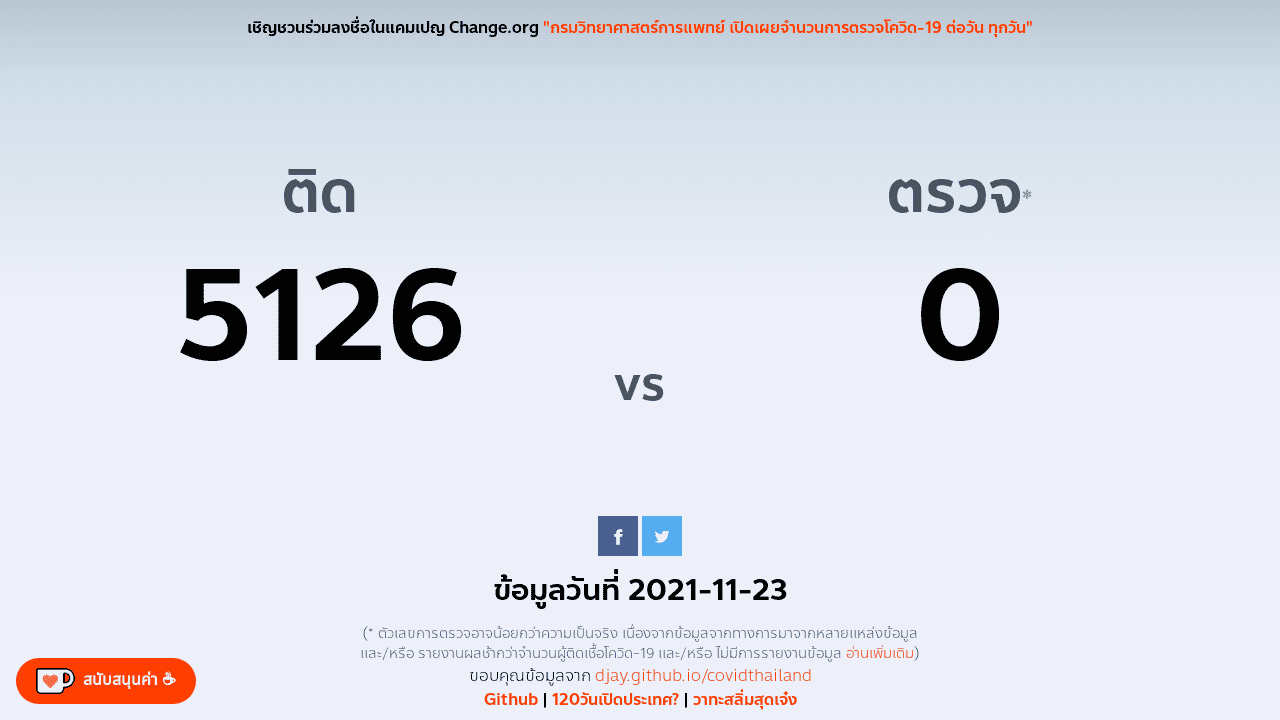 เชิญชวนร่วมลงชื่อในแคมเปญ Change.org "กรมวิทยาศาสตร์การแพทย์ เปิดเผยจำนวนการตรวจโควิด-19 ต่อวัน ทุกวัน"
ติด
ตรวจ*
5126
0
vs
ข้อมูลวันที่ 2021-11-23
(* ตัวเลขการตรวจอาจน้อยกว่าความเป็นจริง เนื่องจากข้อมูลจากทางการมาจากหลายแหล่งข้อมูล
และ/หรือ รายงานผลช้ากว่าจำนวนผู้ติดเชื้อโควิด-19 และ/หรือ ไม่มีการรายงานข้อมูล อ่านเพิ่มเติม)
ขอบคุณข้อมูลจาก djay.github.io/covidthailand
สนับสนุนค่า ☕
Github | 120วันเปิดประเทศ? | วาทะสลิ่มสุดเจ๋ง